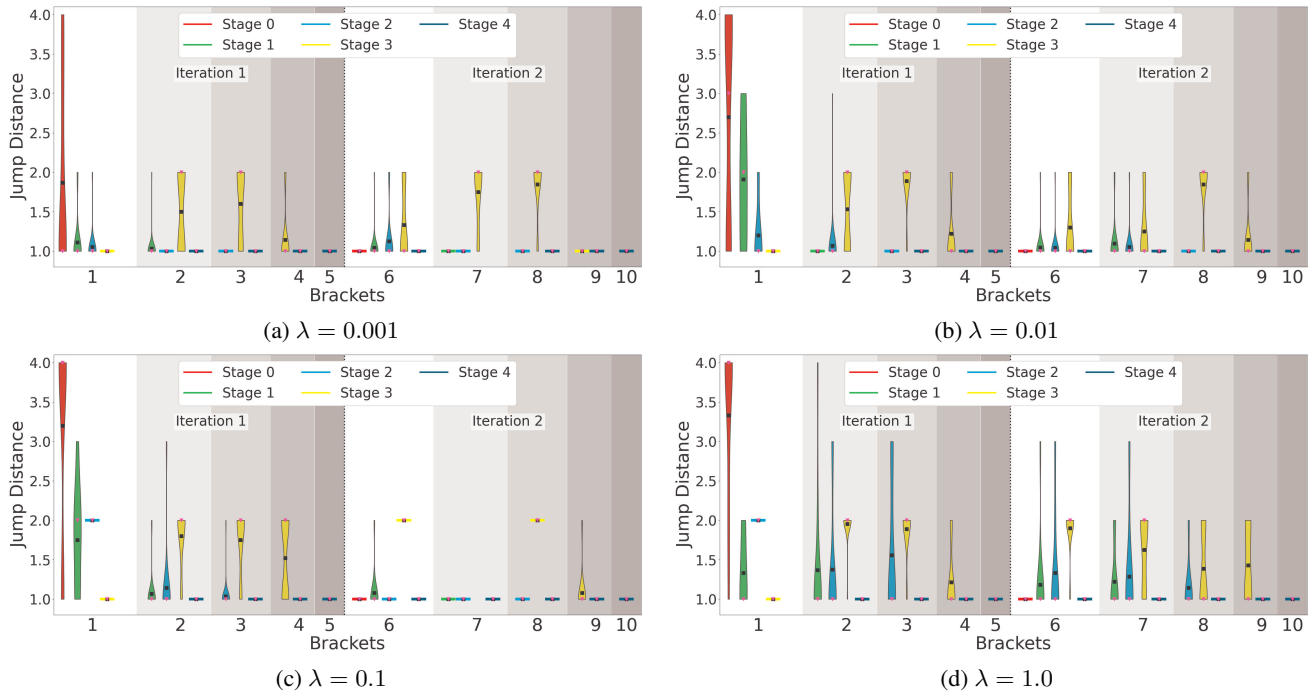 4.0
3.5
3.0
2.5
2.0
1.5
1.0
Jump Distance
Stage 0 Stage 2 Stage 4
Stage 1 Stage 3
Iteration 1 Iteration 2
1 2 3 4 5 6 7 8 9 10
Brackets
(a) λ = 0.001
4.0
3.5
3.0
2.5
2.0
1.5
1.0
Jump Distance
Stage 0 Stage 2 Stage 4
Stage 1 Stage 3
Iteration 1 Iteration 2
1 2 3 4 5 6 7 8 9 10
Brackets
(b) λ = 0.01
4.0
3.5
3.0
2.5
2.0
1.5
1.0
Jump Distance
Stage 0 Stage 2 Stage 4
Stage 1 Stage 3
Iteration 1 Iteration 2
1 2 3 4 5 6 7 8 9 10
Brackets
(c) λ = 0.1
4.0
3.5
3.0
2.5
2.0
1.5
1.0
Jump Distance
Stage 0 Stage 2 Stage 4
Stage 1 Stage 3
Iteration 1 Iteration 2
1 2 3 4 5 6 7 8 9 10
Brackets
(d) λ = 1.0